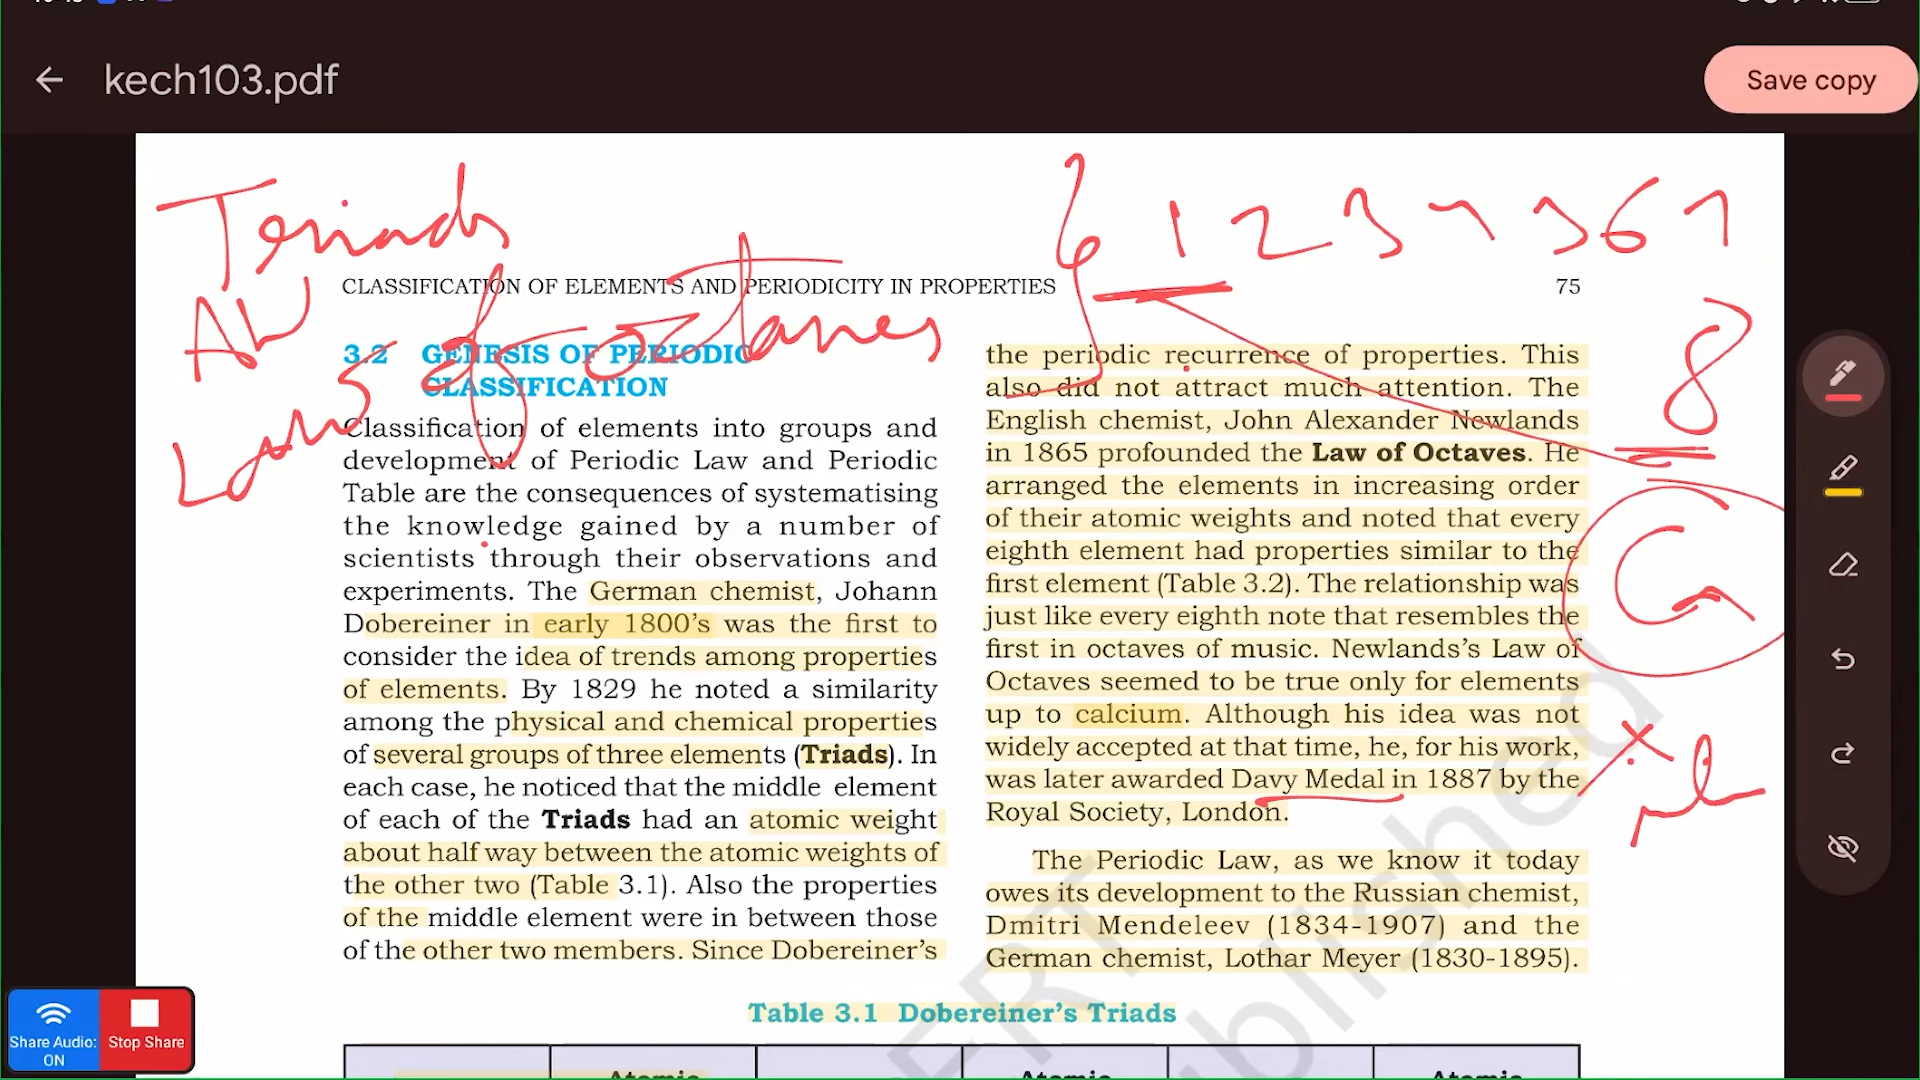 kech103.pdf
Save copy
Triads
AW
Laws of octaves
1 2 3 4 5 6 7
8
CLASSIFICATION OF ELEMENTS AND PERIODICITY IN PROPERTIES
75
3.2 GENESIS OF PERIODIC
CLASSIFICATION
Classification of elements into groups and
development of Periodic Law and Periodic
Table are the consequences of systematising
the knowledge gained by a number of
scientists through their observations and
experiments. The German chemist, Johann
Dobereiner in early 1800's was the first to
consider the idea of trends among properties
of elements. By 1829 he noted a similarity
among the physical and chemical properties
of several groups of three elements (Triads). In
each case, he noticed that the middle element
of each of the Triads had an atomic weight
about half way between the atomic weights of
the other two (Table 3.1). Also the properties
of the middle element were in between those
of the other two members. Since Dobereiner's
the periodic recurrence of properties. This
also did not attract much attention. The
English chemist, John Alexander Newlands
in 1865 profounded the Law of Octaves. He
arranged the elements in increasing order
of their atomic weights and noted that every
eighth element had properties similar to the
first element (Table 3.2). The relationship was
just like every eighth note that resembles the
first in octaves of music. Newlands's Law of
Octaves seemed to be true only for elements
up to calcium. Although his idea was not
widely accepted at that time, he, for his work,
was later awarded Davy Medal in 1887 by the
Royal Society, London.
The Periodic Law, as we know it today
owes its development to the Russian chemist,
Dmitri Mendeleev (1834-1907) and the
German chemist, Lothar Meyer (1830-1895).
Table 3.1 Dobereiner's Triads
Atomic Atomic Atomic
Share Audio:
ON
Stop Share